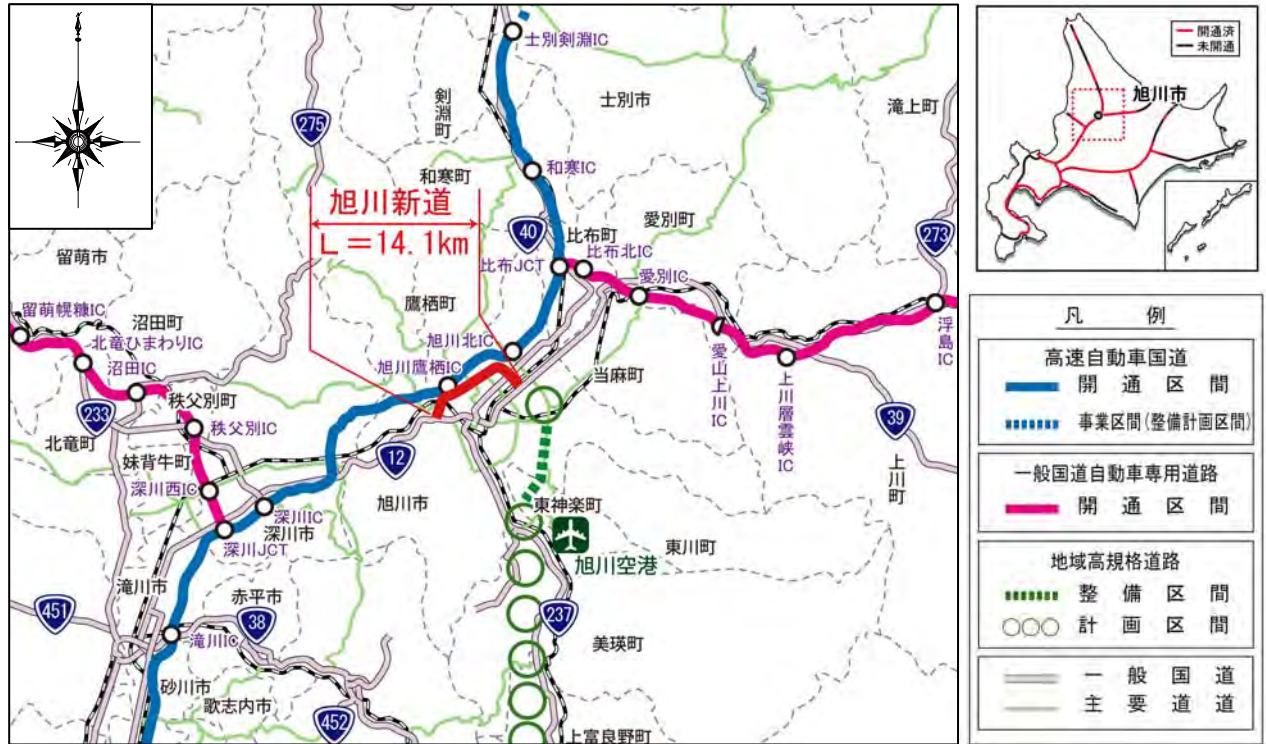 士別剣淵IC
275
剣淵町
士別市
滝上町
和寒町
和寒IC
旭川新道
L=14.1km
40
愛別町
273
比布町
比布北IC
比布JCT
愛別IC
留萌市
鷹栖町
留萌幌糠IC
沼田町
北竜ひまわりIC
沼田IC
旭川北IC
旭川鷹栖IC
当麻町
愛山上川IC
上川層雲峡IC
浮島IC
秩父別町
233
秩父別IC
北竜町
妹背牛町
12
39
上川町
深川西IC
旭川市
深川IC
深川市
東神楽町
深川JCT
東川町
旭川空港
滝川市
赤平市
451
38
237
滝川IC
美瑛町
砂川市
歌志内市
452
上富良野町
開通済
未開通
旭川市
凡例
高速自動車国道
開通区間
事業区間(整備計画区間)
一般国道自動車専用道路
開通区間
地域高規格道路
整備区間
計画区間
一般国道
主要道道